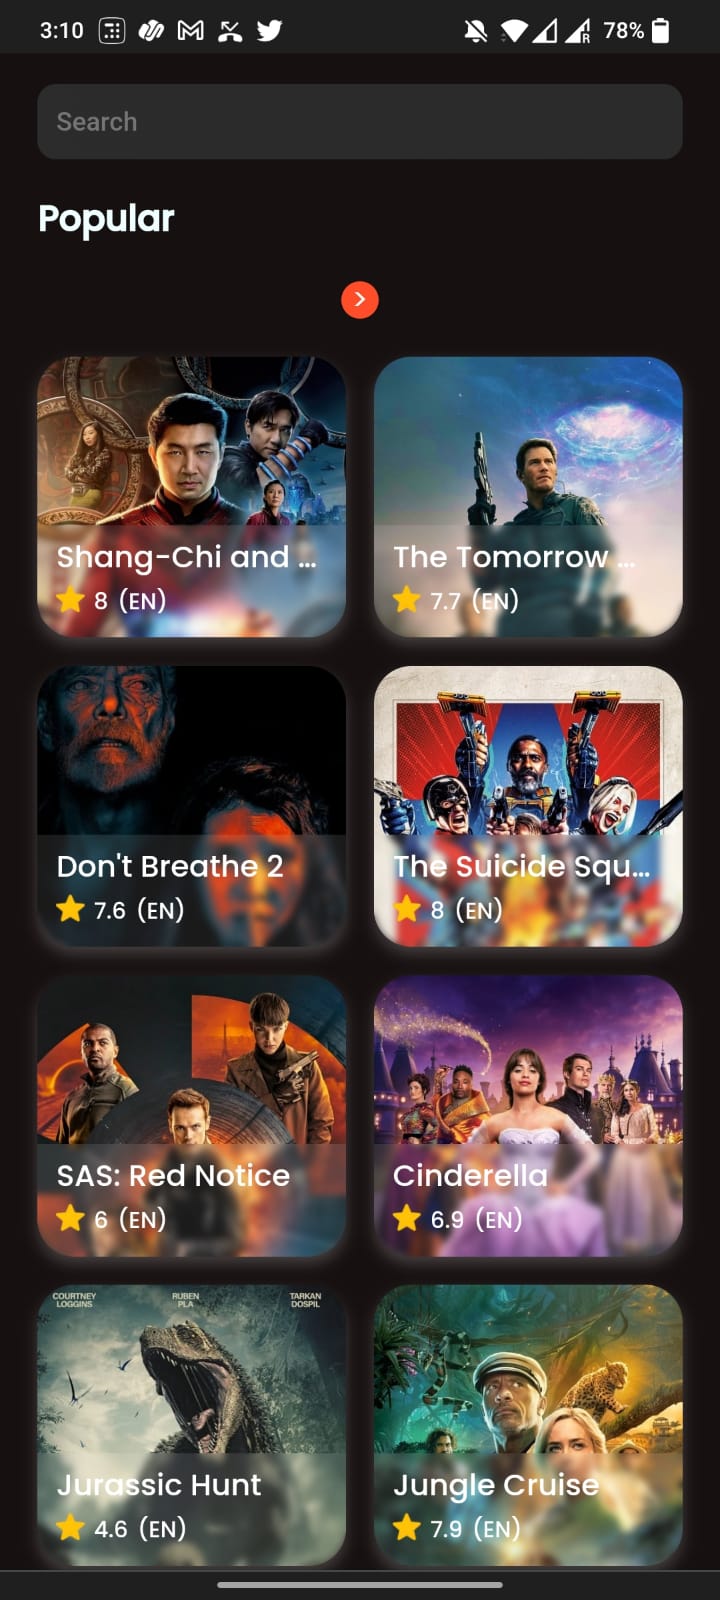 3:10 78%
R
Search
Popular
Shang-Chi and ...
8 (EN)
The Tomorrow ...
7.7 (EN)
Don't Breathe 2
7.6 (EN)
The Suicide Squ...
8 (EN)
SAS: Red Notice
6 (EN)
Cinderella
6.9 (EN)
COURTNEY LOGGINS
RUBEN PLA
TARKAN DOSPIL
Jurassic Hunt
4.6 (EN)
Jungle Cruise
7.9 (EN)